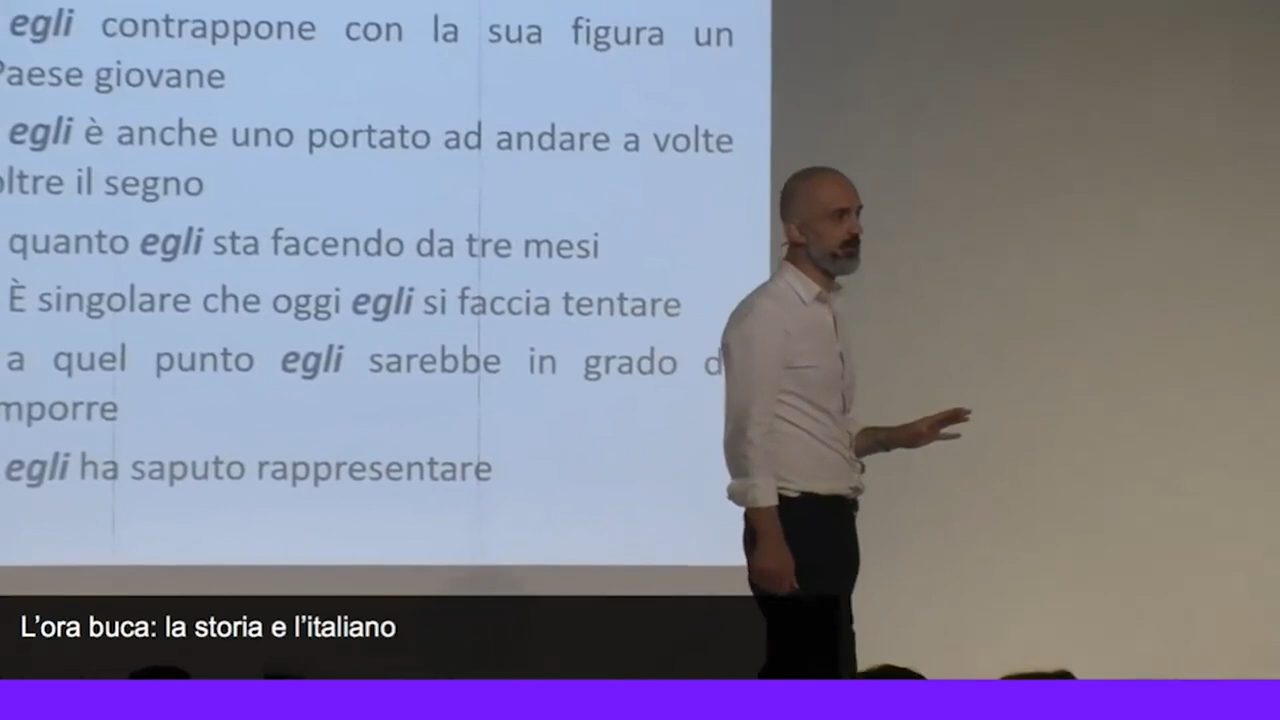 egli contrappone con la sua figura un
Paese giovane
egli è anche uno portato ad andare a volte
oltre il segno
quanto egli sta facendo da tre mesi
È singolare che oggi egli si faccia tentare
a quel punto egli sarebbe in grado d
mporre
egli ha saputo rappresentare
L'ora buca: la storia e l'italiano